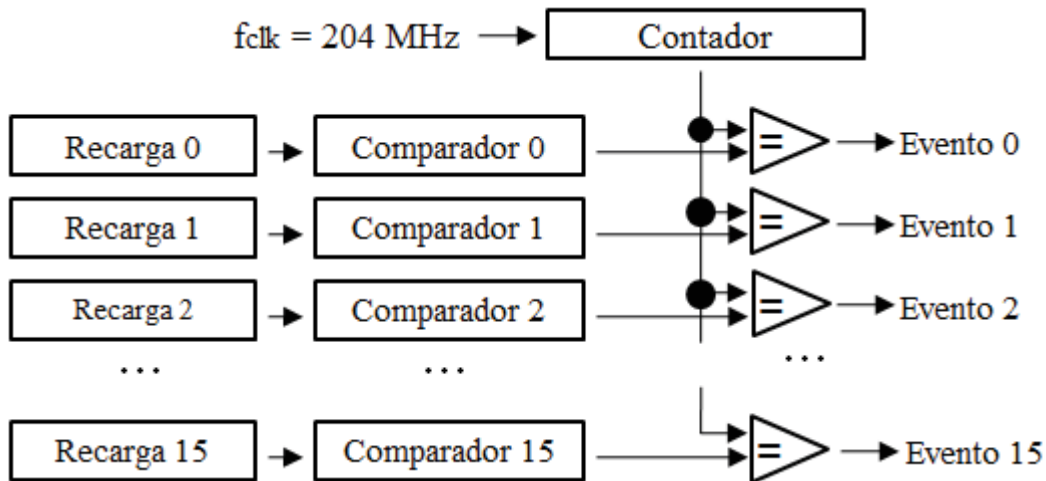 fclk = 204 MHz Contador
Recarga 0 Comparador 0 = Evento 0
Recarga 1 Comparador 1 = Evento 1
Recarga 2 Comparador 2 = Evento 2
... ... ...
Recarga 15 Comparador 15 = Evento 15